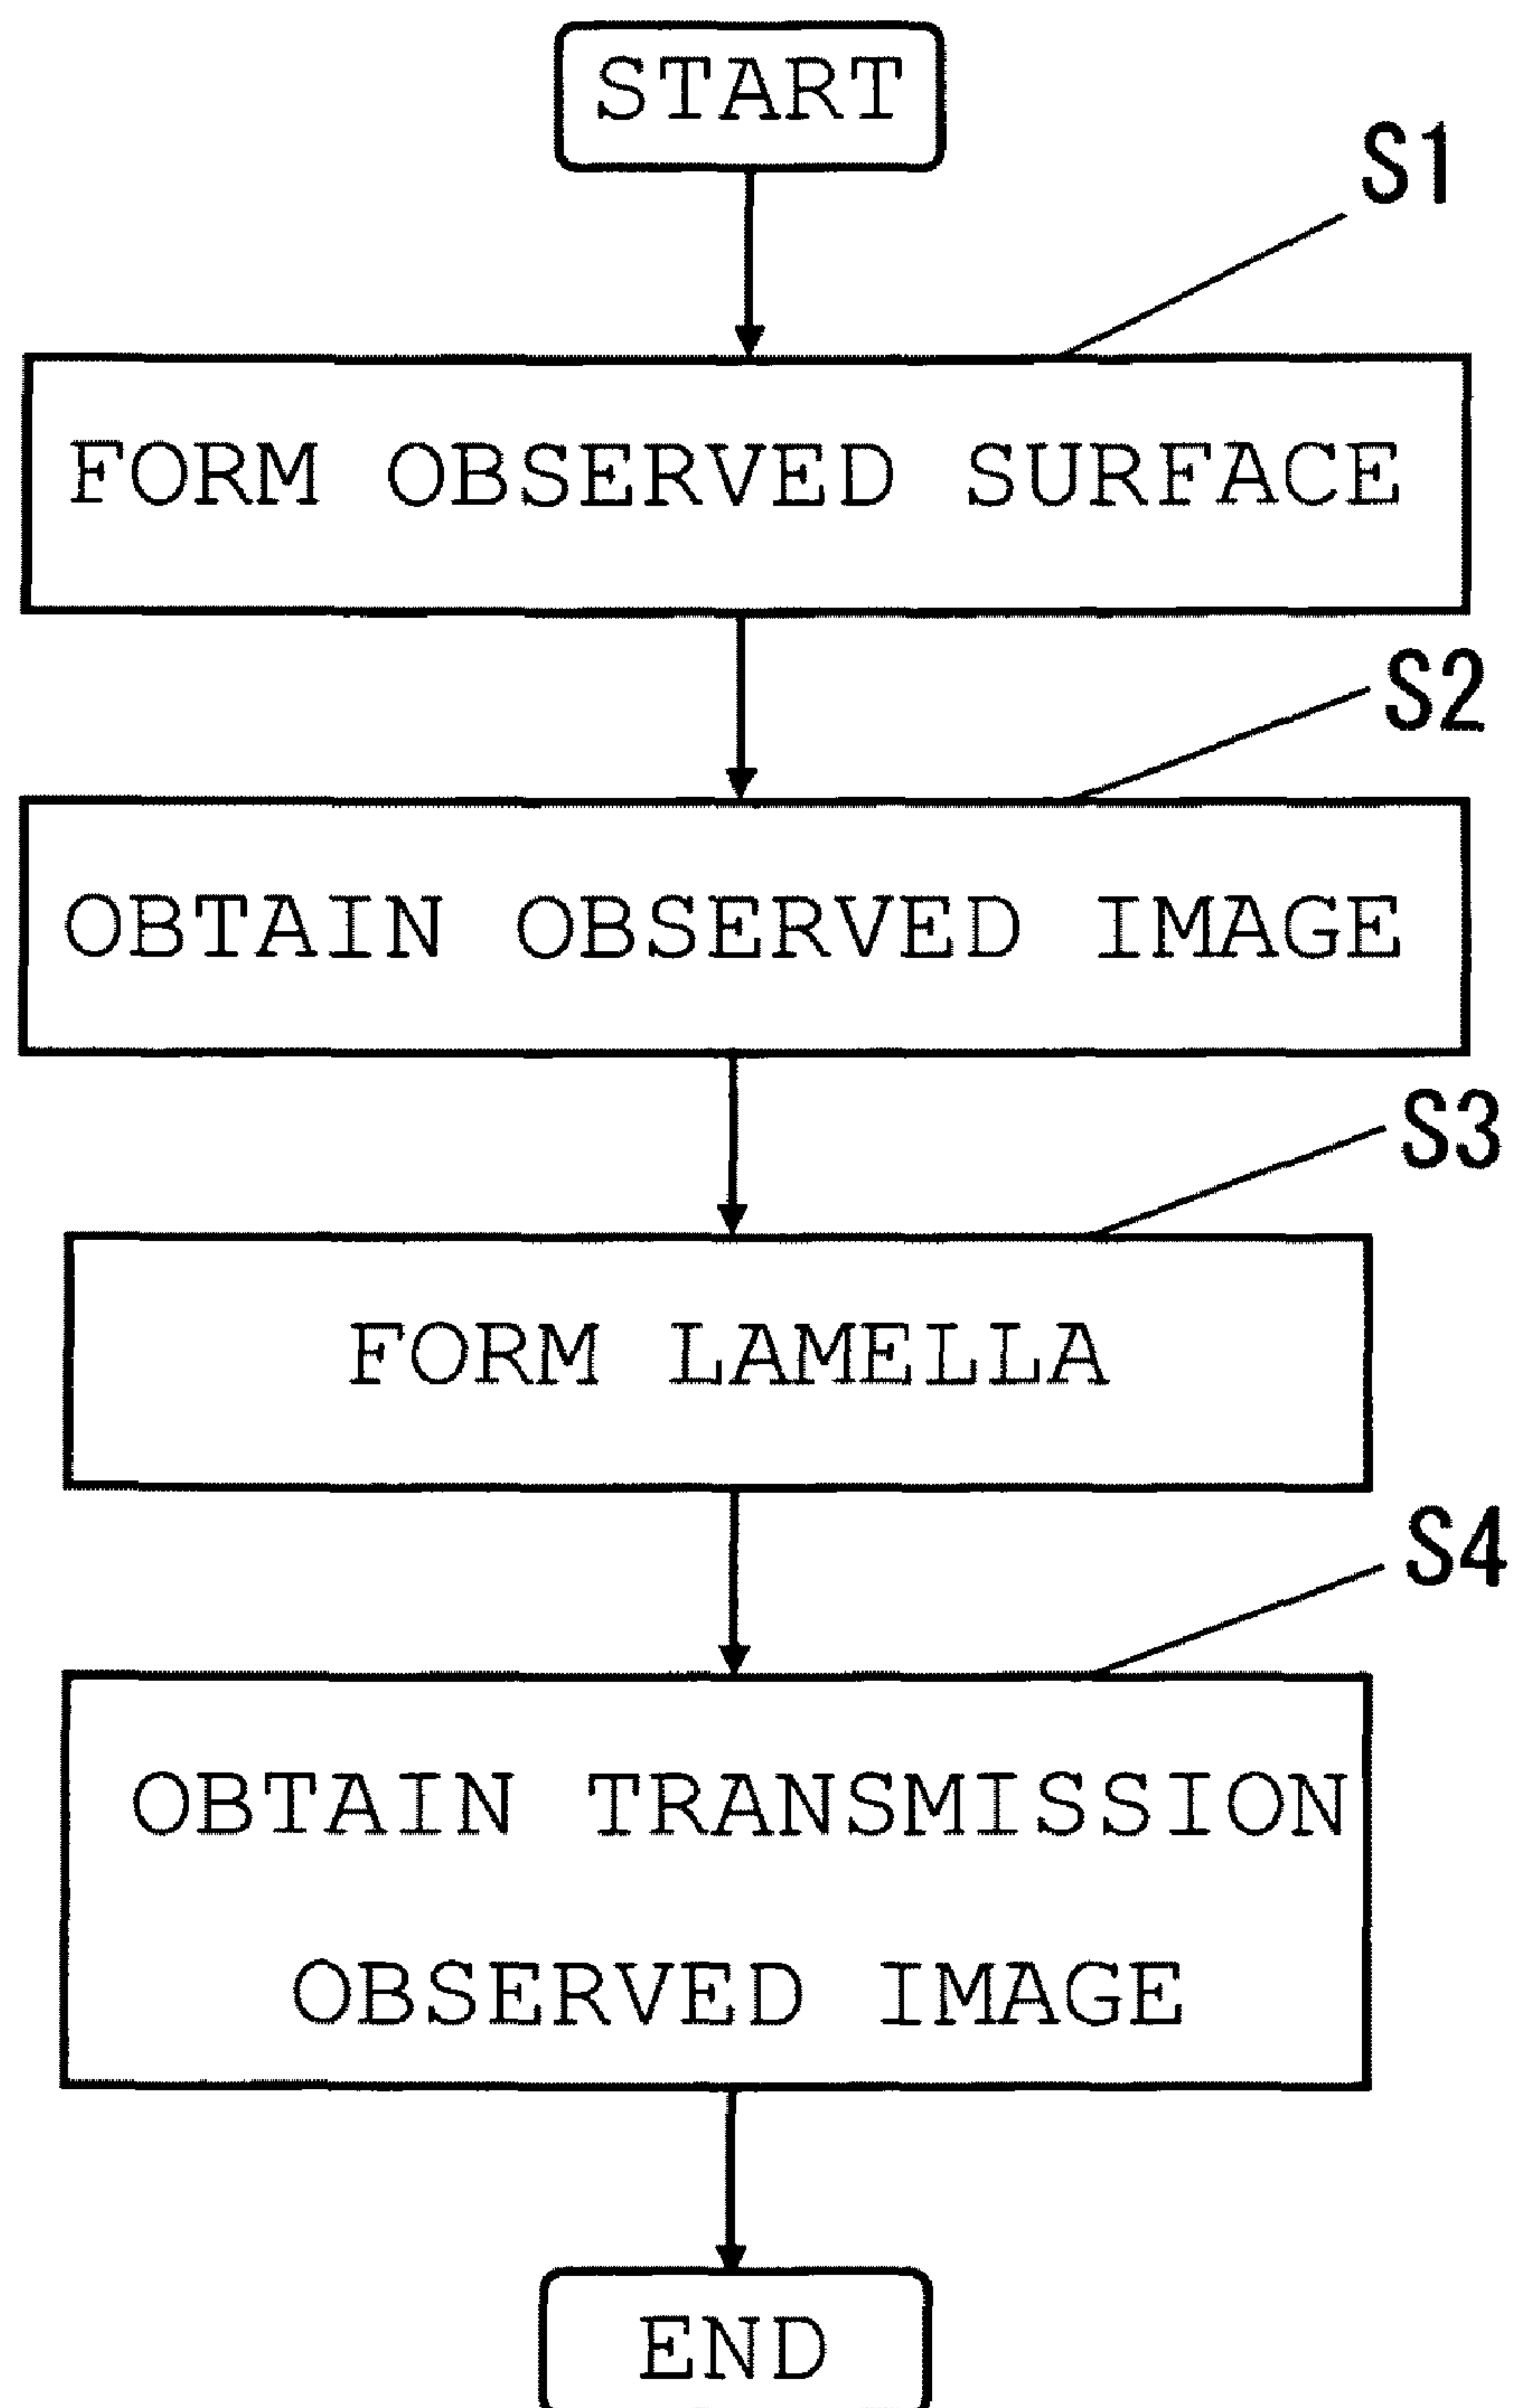 START
S1
FORM OBSERVED SURFACE
S2
OBTAIN OBSERVED IMAGE
S3
FORM LAMELLA
S4
OBTAIN TRANSMISSION
OBSERVED IMAGE
END